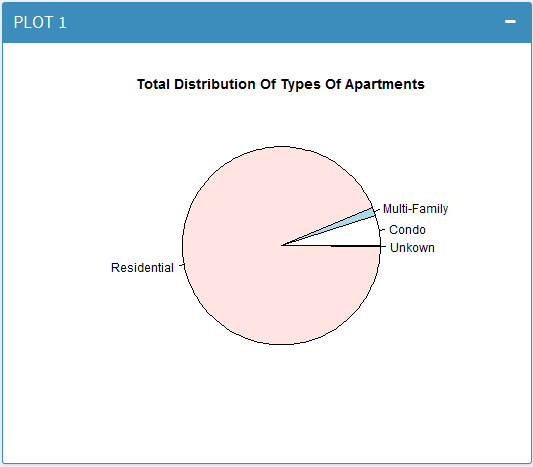 PLOT 1
Total Distribution Of Types Of Apartments
Multi-Family
Condo
Unkown
Residential